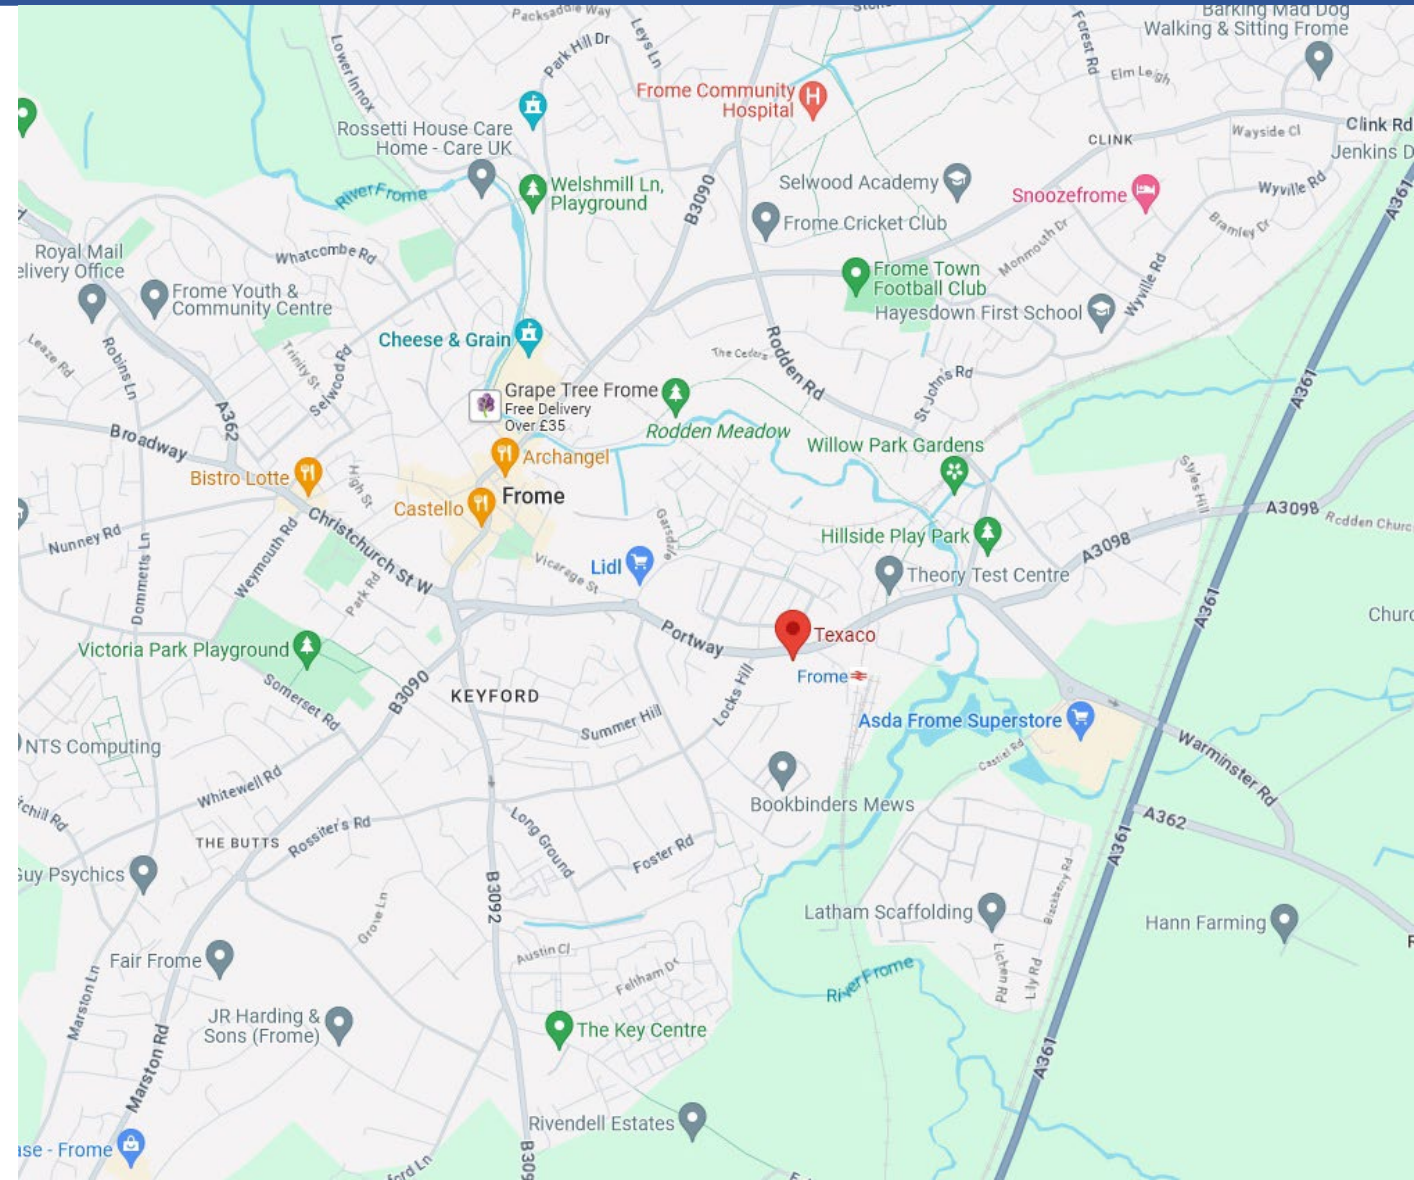 Packsaddle Way
Leys Ln
Park Hill Dr
Lower Innox
Forest Rd
Barking Mad Dog
Walking & Sitting Frome
Elm Leigh
Frome Community
Hospital
Rossetti House Care
Home - Care UK
CLINK
Wayside Cl
Clink Rd
Jenkins D
River Frome
Welshmill Ln,
Playground
B3090
Selwood Academy
Snoozefrome
Wyville Rd
A361
Frome Cricket Club
Bramley Dr
Monmouth Dr
Royal Mail
elivery Office
Whatcombe Rd
Frome Youth &
Community Centre
Frome Town
Football Club
Hayesdown First School
Wyville Rd
Cheese & Grain
Leaze Rd
Robins Ln
Trinity St
Selwood Rd
The Cedars
Rodden Rd
St John's Rd
A361
Grape Tree Frome
Free Delivery
Over £35
Rodden Meadow
A362
Broadway
Willow Park Gardens
Archangel
Bistro Lotte
High St
Frome
Castello
Styles Hill
A3098
Rodden Churc
Christchurch St W
Nunney Rd
Dommetts Ln
Weymouth Rd
Garsdale
Hillside Play Park
A3098
Vicarage St
Lidl
Theory Test Centre
Park Rd
A361
Churc
Portway
Texaco
Victoria Park Playground
Frome
Somerset Rd
B3090
KEYFORD
Locks Hill
Summer Hill
Asda Frome Superstore
NTS Computing
Castiel Rd
Warminster Rd
Whitewell Rd
Bookbinders Mews
chill Rd
Rossiter's Rd
Long Ground
A362
A361
THE BUTTS
Foster Rd
Guy Psychics
B3092
Blackberry Rd
Grove Ln
Latham Scaffolding
Hann Farming
Austin Cl
Fair Frome
Feltham Dr
River Frome
Lichen Rd
Lily Rd
Marston Ln
JR Harding &
Sons (Frome)
The Key Centre
Marston Rd
A361
Rivendell Estates
ase - Frome
B309
ford Ln